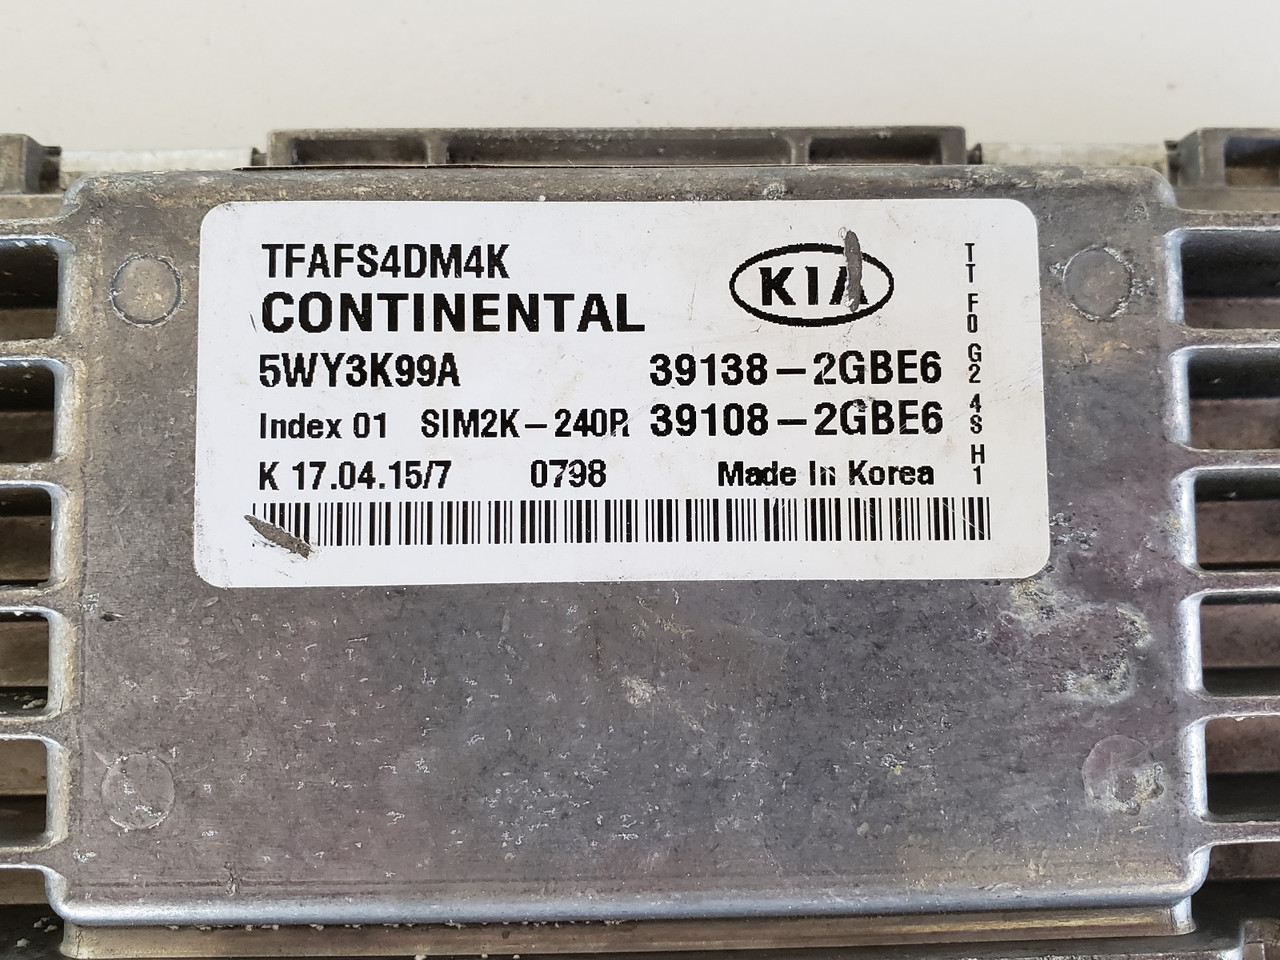 TFAFS4DM4K
CONTINENTAL
KIA
5WY3K99A 39138-2GBE6
Index 01 SIM2K-240R 39108-2GBE6
K 17.04.15/7 0798 Made In Korea
TT F0 G2 4S H1